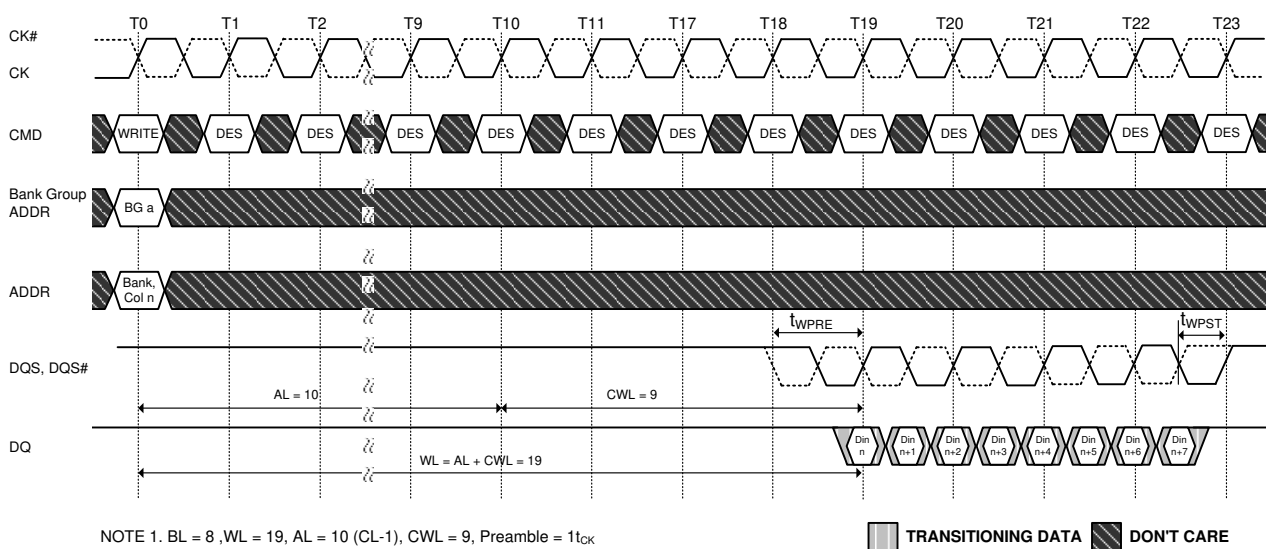 T0 T1 T2 T9 T10 T11 T17 T18 T19 T20 T21 T22 T23
CK#
CK
CMD
WRITE DES DES DES DES DES DES DES DES DES DES DES DES
Bank Group
ADDR
BG a
ADDR
Bank,
Col n
tWPRE tWPST
DQS, DQS#
AL = 10 CWL = 9
DQ
Din n Din n+1 Din n+2 Din n+3 Din n+4 Din n+5 Din n+6 Din n+7
WL = AL + CWL = 19
NOTE 1. BL = 8 ,WL = 19, AL = 10 (CL-1), CWL = 9, Preamble = 1tCK
TRANSITIONING DATA DON'T CARE